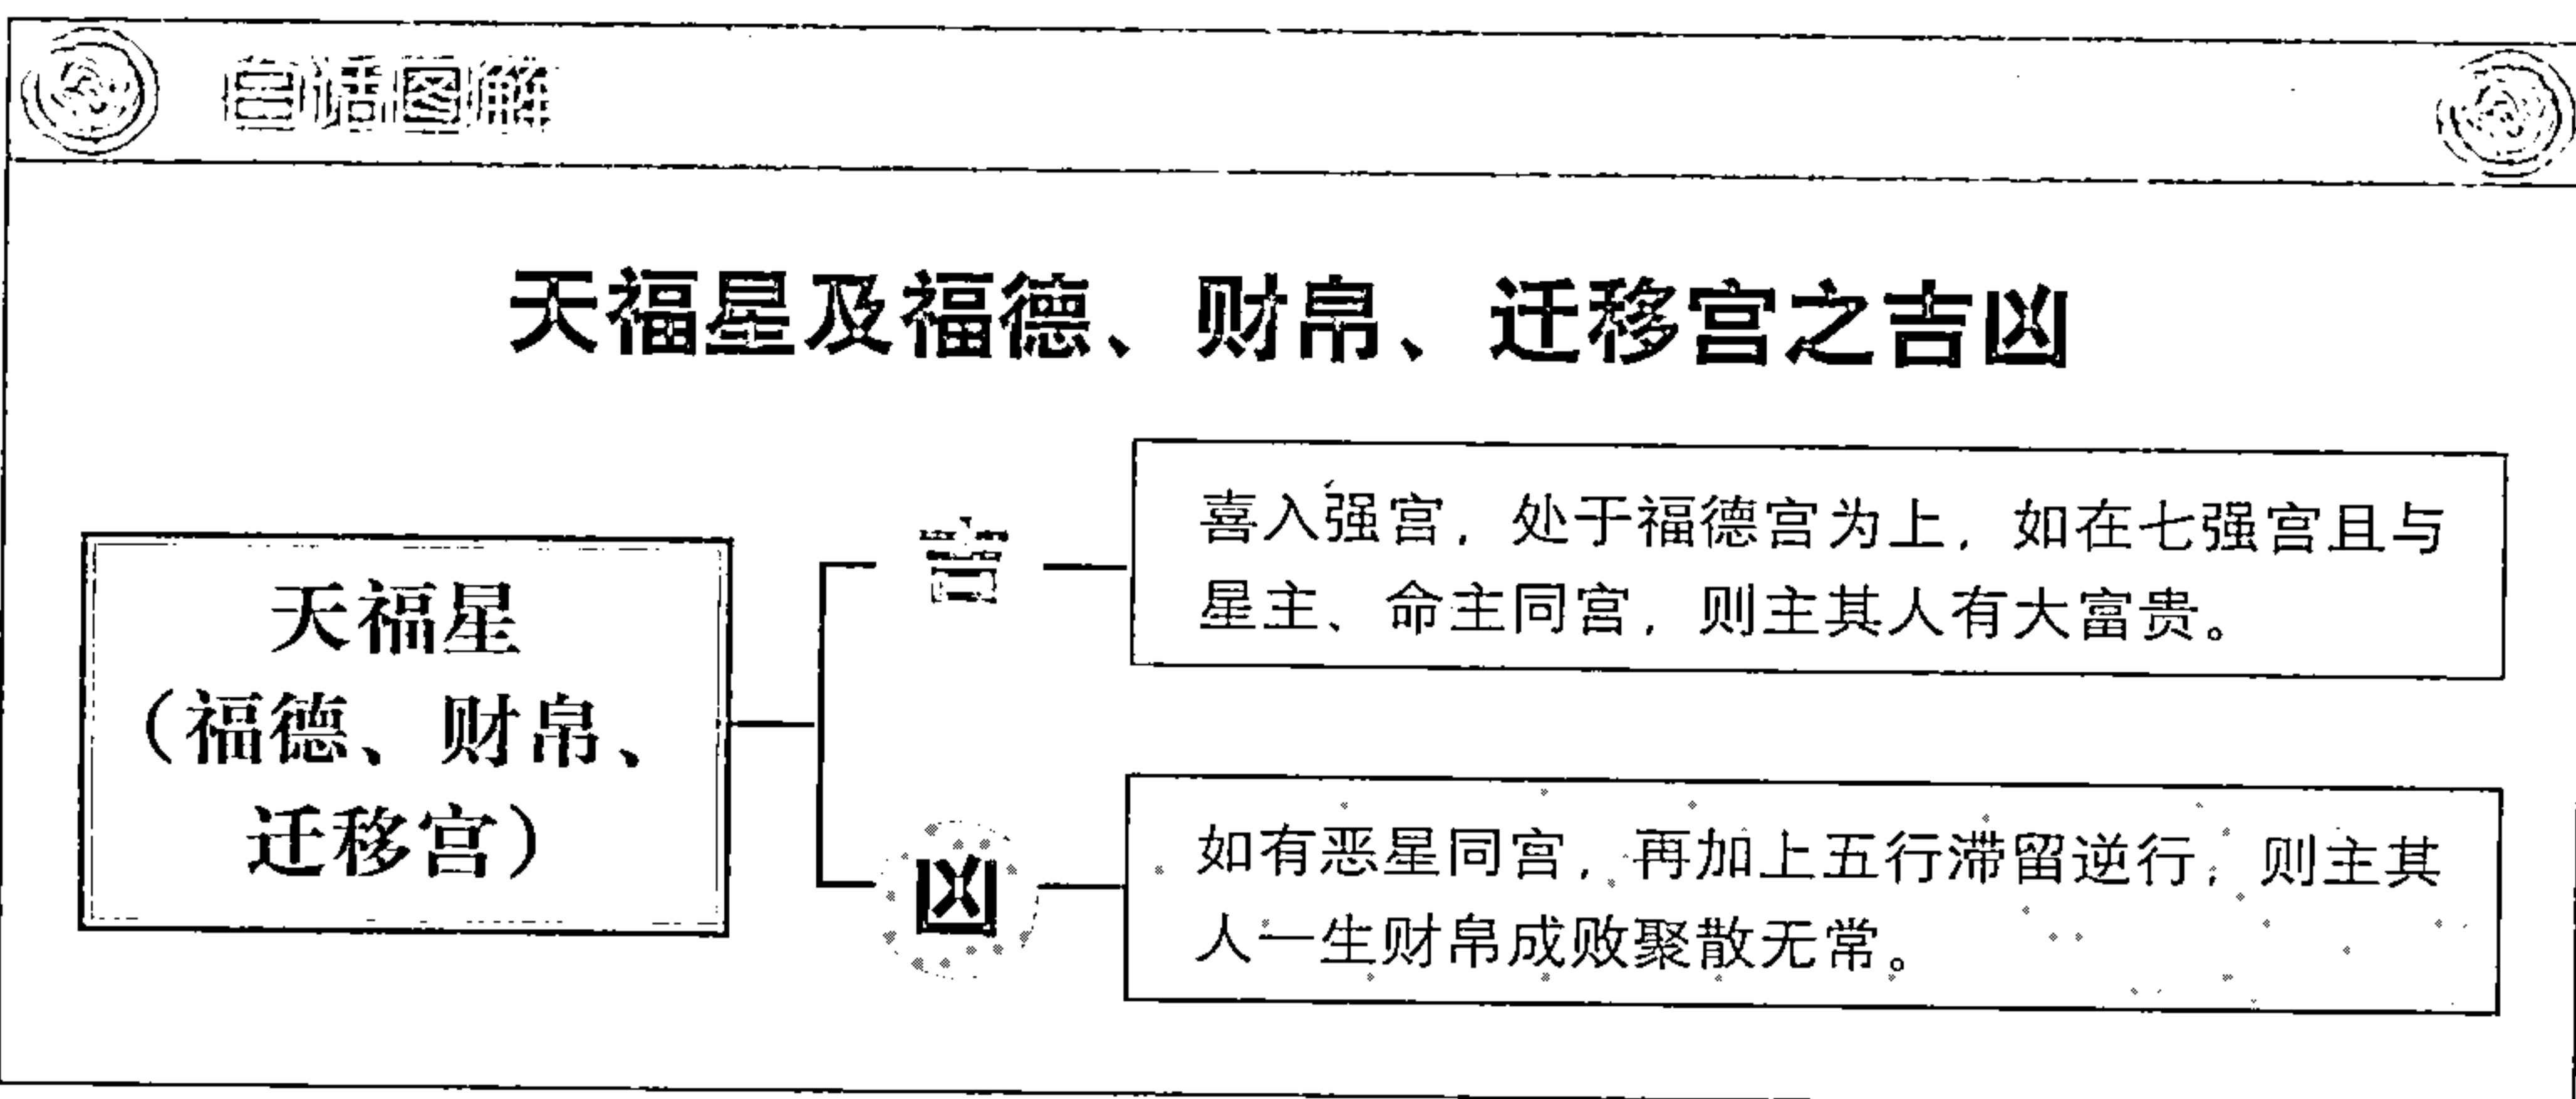 白话图解
天福星及福德、财帛、迁移宫之吉凶
天福星
（福德、财帛、
迁移宫）
吉
喜入强宫，处于福德宫为上，如在七强宫且与
星主、命主同宫，则主其人有大富贵。
凶
如有恶星同宫，再加上五行滞留逆行，则主其
人一生财帛成败聚散无常。